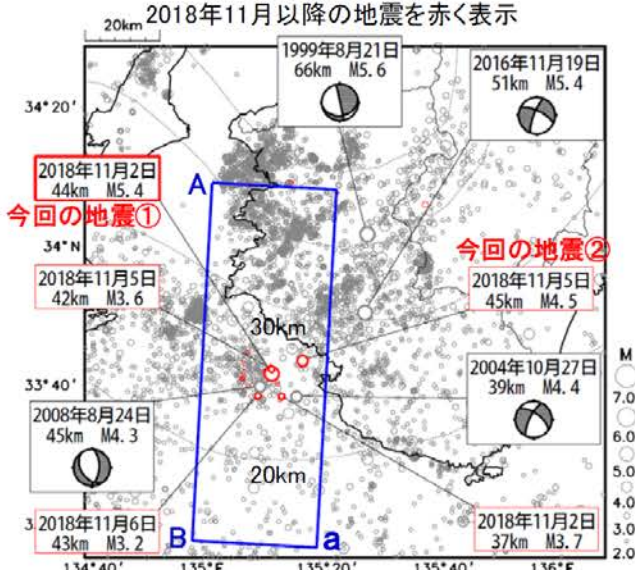 2018年11月以降の地震を赤く表示
20km
1999年8月21日
66km M5.6
2016年11月19日
51km M5.4
34°20'
2018年11月2日
44km M5.4
A
今回の地震①
34°N
今回の地震②
2018年11月5日
42km M3.6
2018年11月5日
45km M4.5
30km
33°40'
2004年10月27日
39km M4.4
M
7.0
6.0
5.0
4.0
3.0
2.0
2008年8月24日
45km M4.3
20km
2018年11月6日
43km M3.2
2018年11月2日
37km M3.7
B
a
134°40'
135°E
135°20'
135°40'
136°E